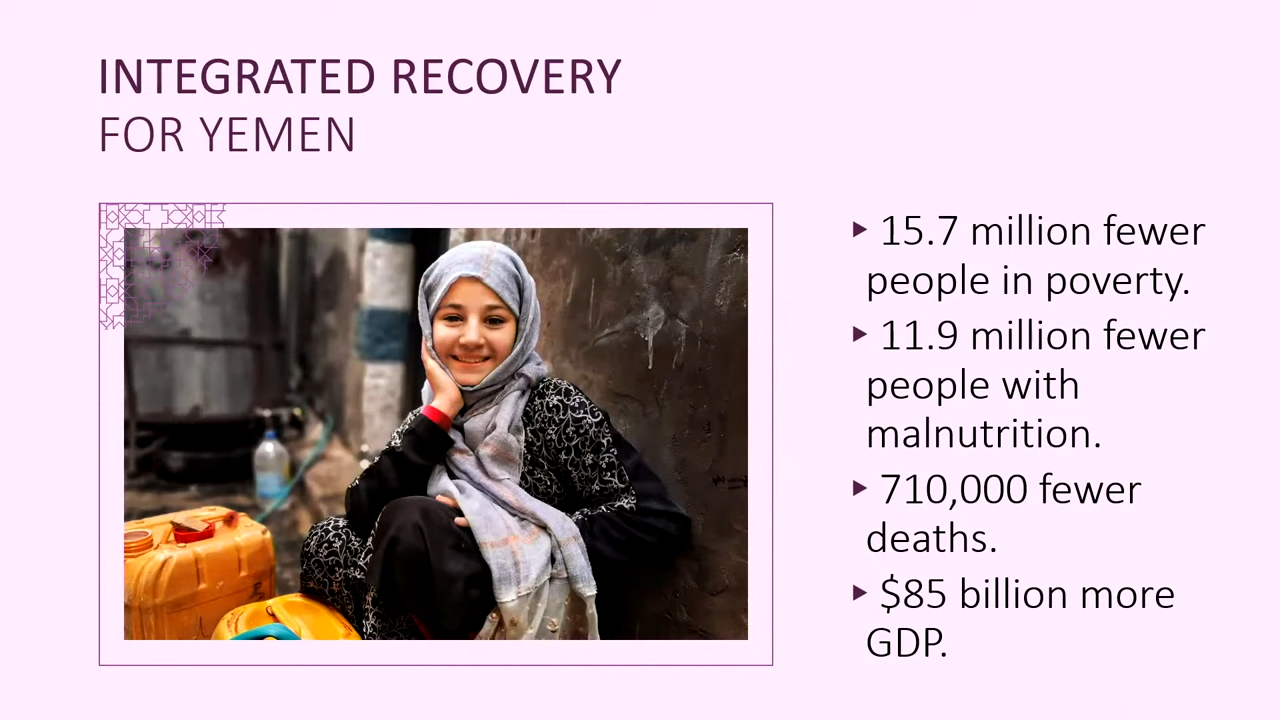 INTEGRATED RECOVERY
FOR YEMEN
15.7 million fewer
people in poverty.
11.9 million fewer
people with
malnutrition.
710,000 fewer
deaths.
$85 billion more
GDP.